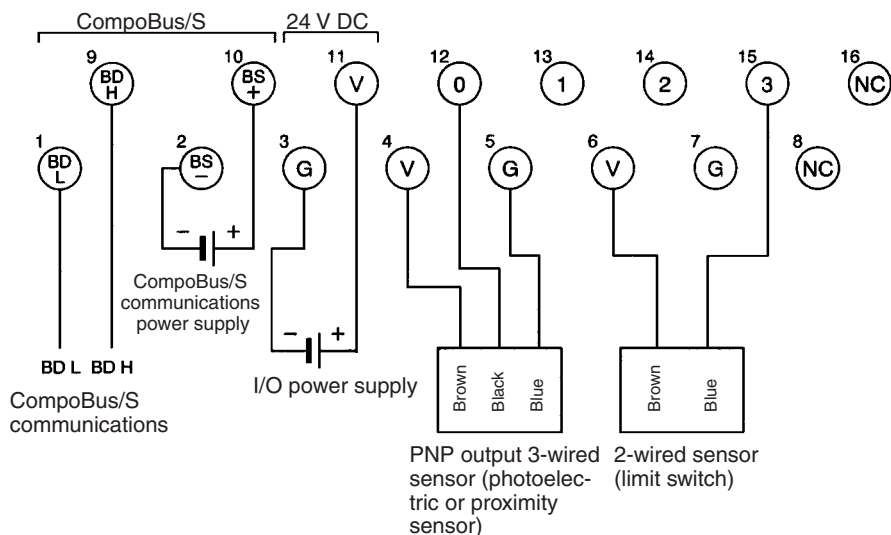 CompoBus/S
24 V DC
9
10
11
12
13
14
15
16
BD
H
BS
+
V
0
1
2
3
NC
1
2
3
4
5
6
7
8
BD
L
BS
–
G
V
G
V
G
NC
– +
CompoBus/S
communications
power supply
– +
I/O power supply
BD L BD H
CompoBus/S
communications
Brown
Black
Blue
Brown
Blue
PNP output 3-wired
sensor (photoelec-
tric or proximity
sensor)
2-wired sensor
(limit switch)